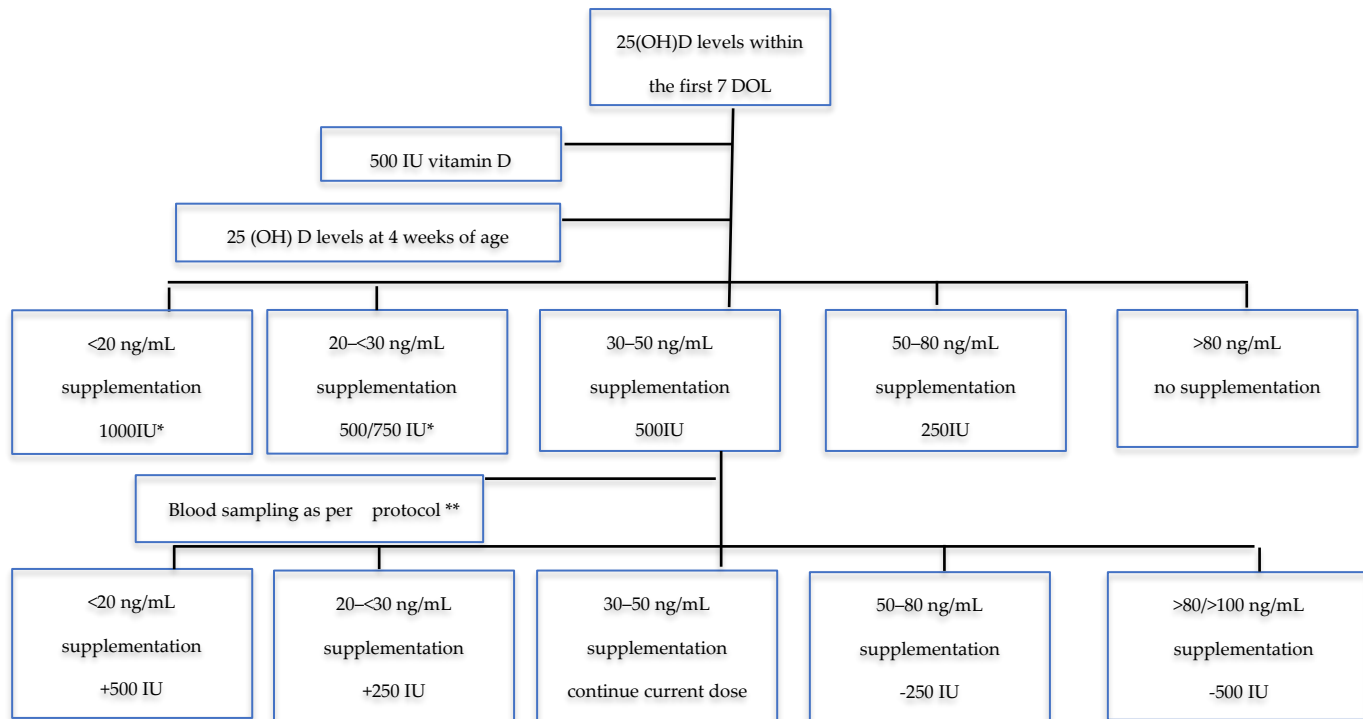 25(OH)D levels within
the first 7 DOL
500 IU vitamin D
25 (OH) D levels at 4 weeks of age
<20 ng/mL
supplementation
1000IU*
20–<30 ng/mL
supplementation
500/750 IU*
30–50 ng/mL
supplementation
500IU
50–80 ng/mL
supplementation
250IU
>80 ng/mL
no supplementation
Blood sampling as per protocol **
<20 ng/mL
supplementation
+500 IU
20–<30 ng/mL
supplementation
+250 IU
30–50 ng/mL
supplementation
continue current dose
50–80 ng/mL
supplementation
-250 IU
>80/>100 ng/mL
supplementation
-500 IU